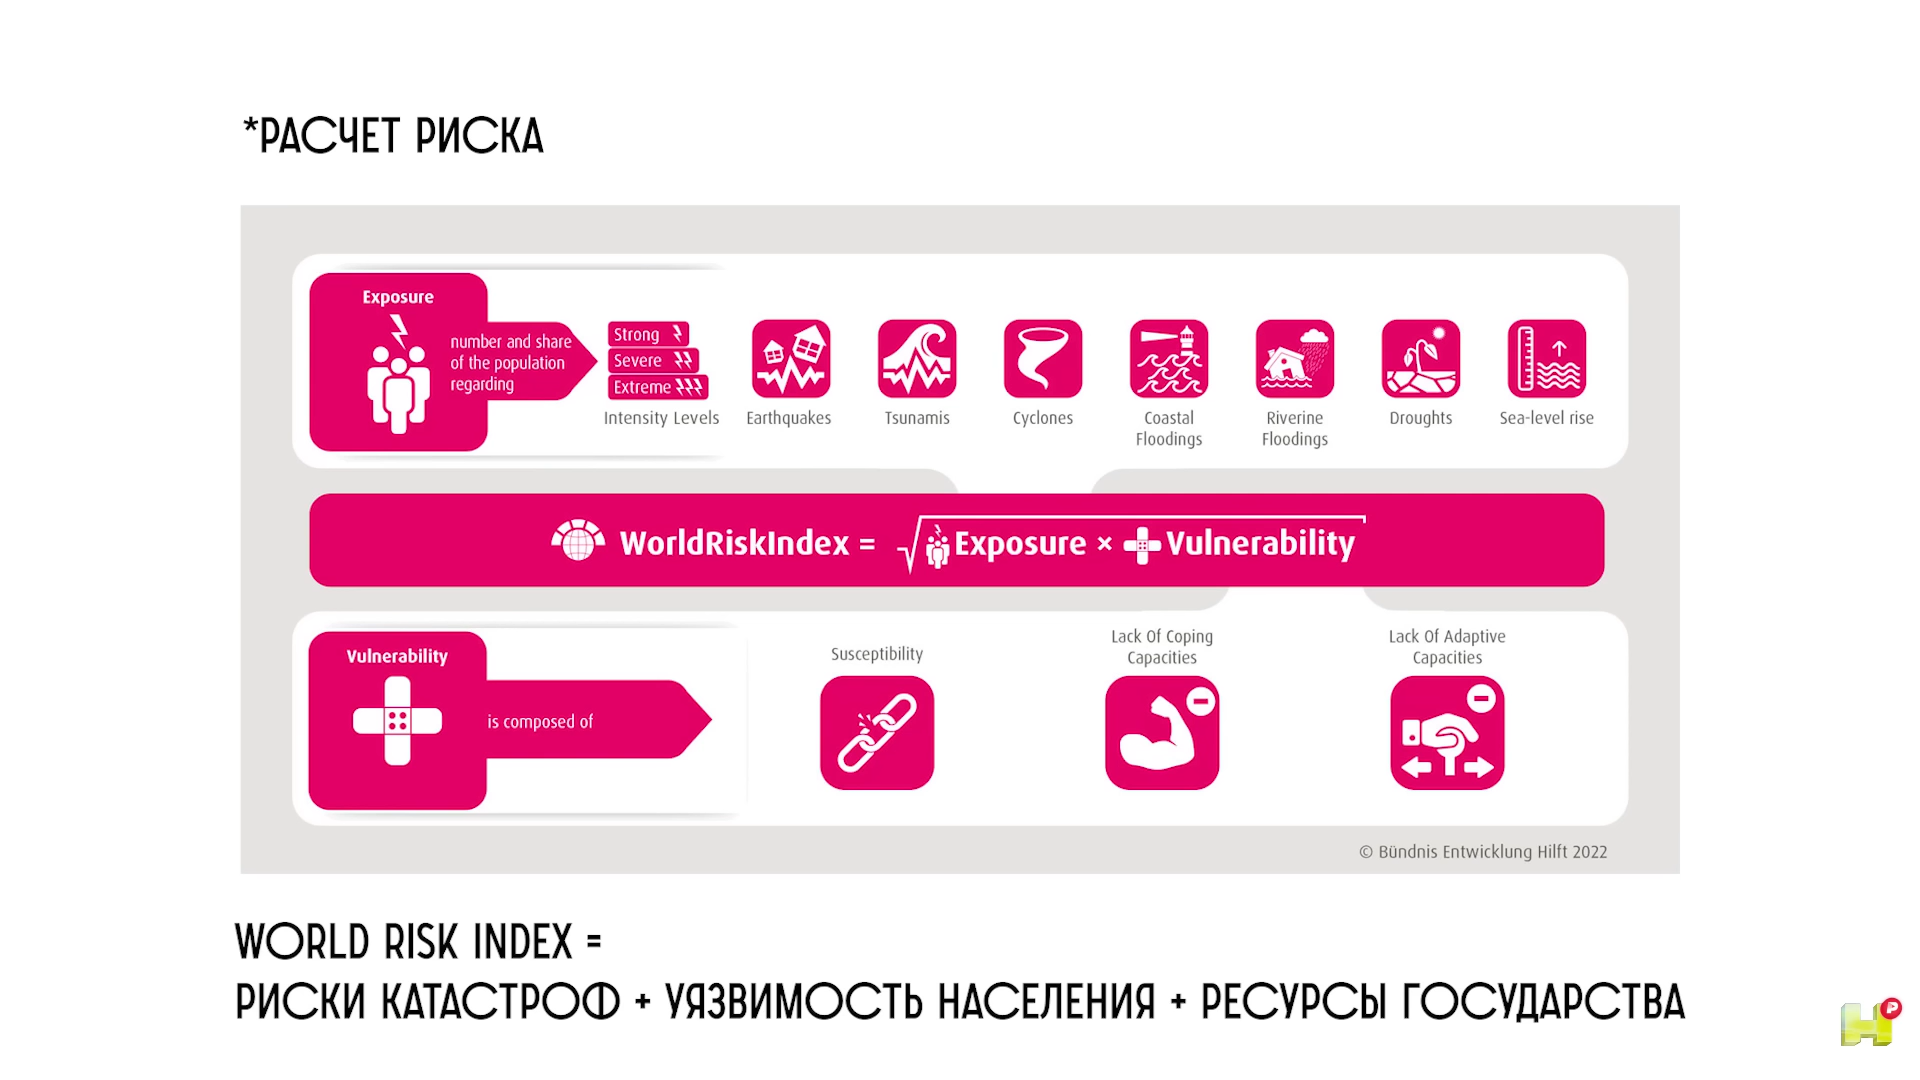 *РАСЧЕТ РИСКА
Exposure
number and share
of the population
regarding
Strong
Severe
Extreme
Intensity Levels
Earthquakes
Tsunamis
Cyclones
Coastal
Floodings
Riverine
Floodings
Droughts
Sea-level rise
WorldRiskIndex = √ Exposure × Vulnerability
Vulnerability
is composed of
Susceptibility
Lack Of Coping
Capacities
Lack Of Adaptive
Capacities
© Bündnis Entwicklung Hilft 2022
WORLD RISK INDEX =
РИСКИ КАТАСТРОФ + УЯЗВИМОСТЬ НАСЕЛЕНИЯ + РЕСУРСЫ ГОСУДАРСТВА
H P